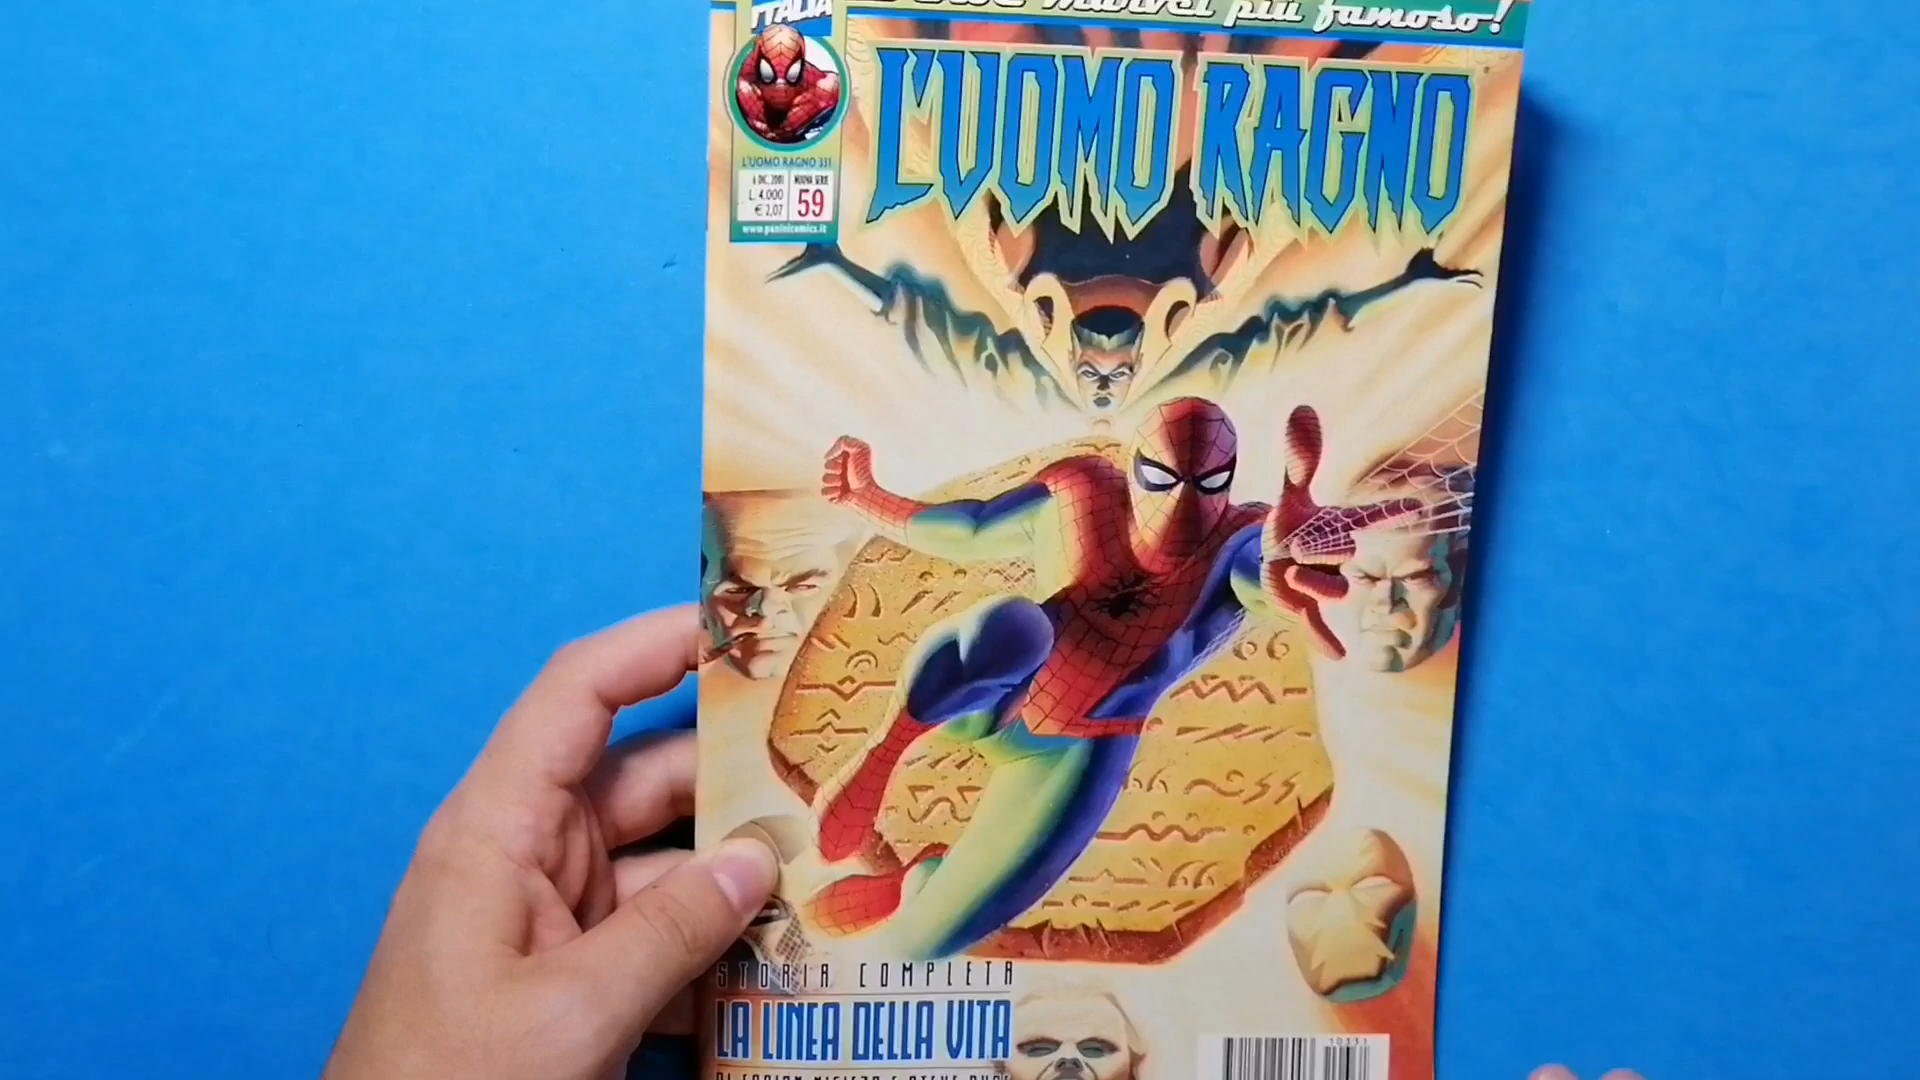 ITALIA
Marvel più famoso!
L'UOMO RAGNO
L'UOMO RAGNO 331
6 DIC. 2001
L. 4.000
€ 2,07
NUOVA SERIE
59
www.paninicomics.it
STORIA COMPLETA
LA LINEA DELLA VITA
10331